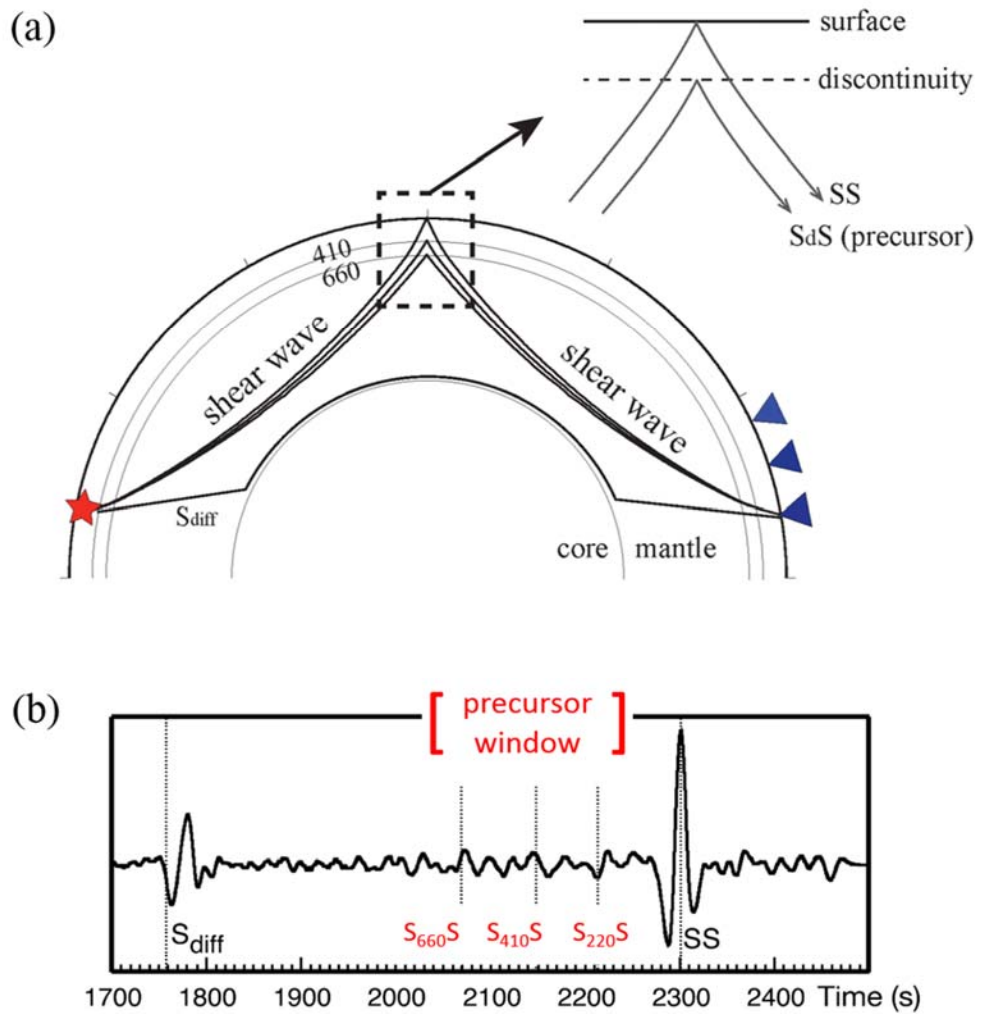 (a)
surface
discontinuity
SS
SdS (precursor)
410
660
shear wave
shear wave
Sdiff
core
mantle
(b)
precursor
window
Sdiff
S660S
S410S
S220S
SS
1700
1800
1900
2000
2100
2200
2300
2400
Time (s)